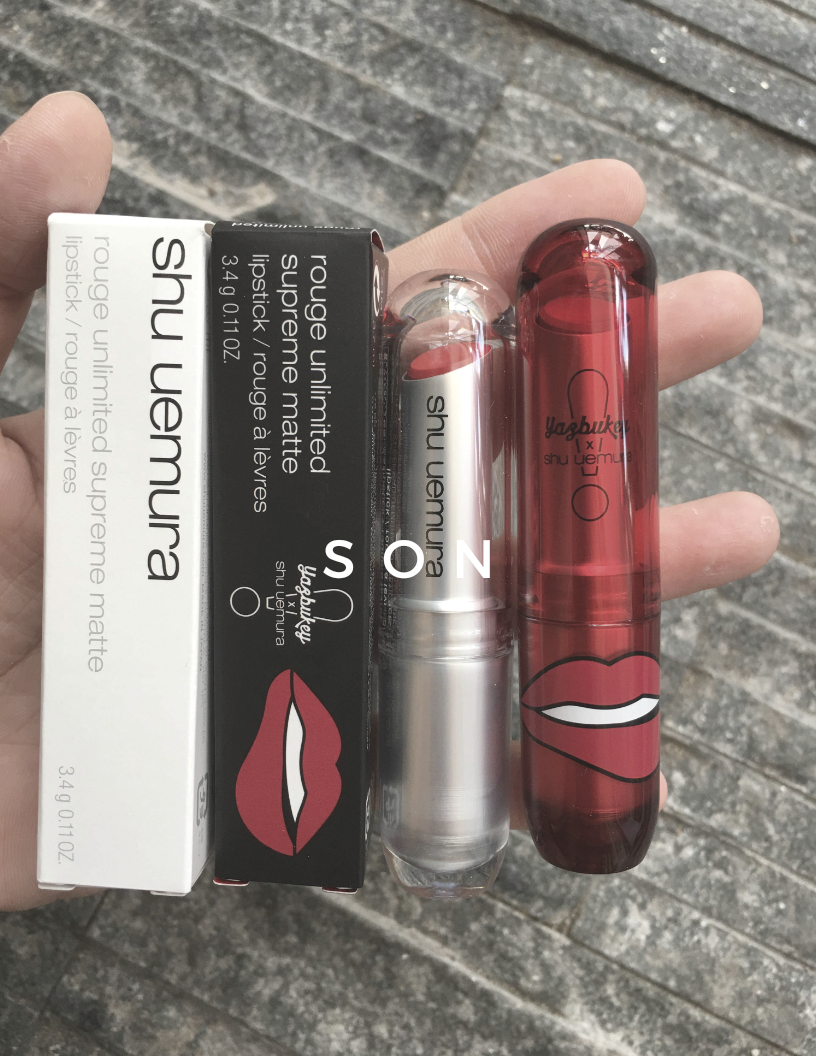 shu uemura
rouge unlimited supreme matte
lipstick / rouge à lèvres
3.4 g 0.11 OZ.
rouge unlimited
supreme matte
lipstick / rouge à lèvres
3.4 g 0.11 OZ.
yazbukey
x
shu uemura
shu uemura
yazbukey
x
shu uemura
SON